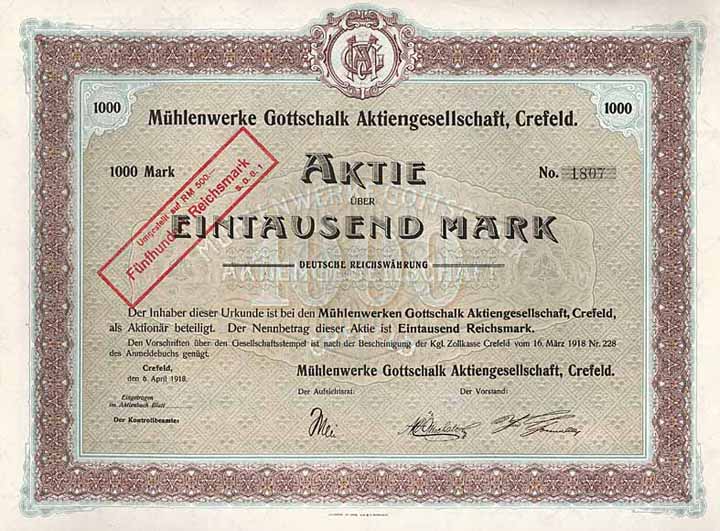 1000
1000
Mühlenwerke Gottschalk Aktiengesellschaft, Crefeld.
1000 Mark
AKTIE
No. 1807
ÜBER
EINTAUSEND MARK
DEUTSCHE REICHSWÄHRUNG
Umgestellt auf RM 500.—
Fünfhundert Reichsmark
1000
Der Inhaber dieser Urkunde ist bei den Mühlenwerken Gottschalk Aktiengesellschaft, Crefeld,
als Aktionär beteiligt. Der Nennbetrag dieser Aktie ist Eintausend Reichsmark.
Den Vorschriften über den Gesellschaftsstempel ist nach der Bescheinigung der Kgl. Zollkasse Crefeld vom 16. März 1918 Nr. 228
des Anmeldebuchs genügt.
Crefeld,
den 6. April 1918.
Mühlenwerke Gottschalk Aktiengesellschaft, Crefeld.
Der Aufsichtsrat:
Der Vorstand:
Eingetragen
im Aktienbuch Blatt
Der Kontrollbeamte: